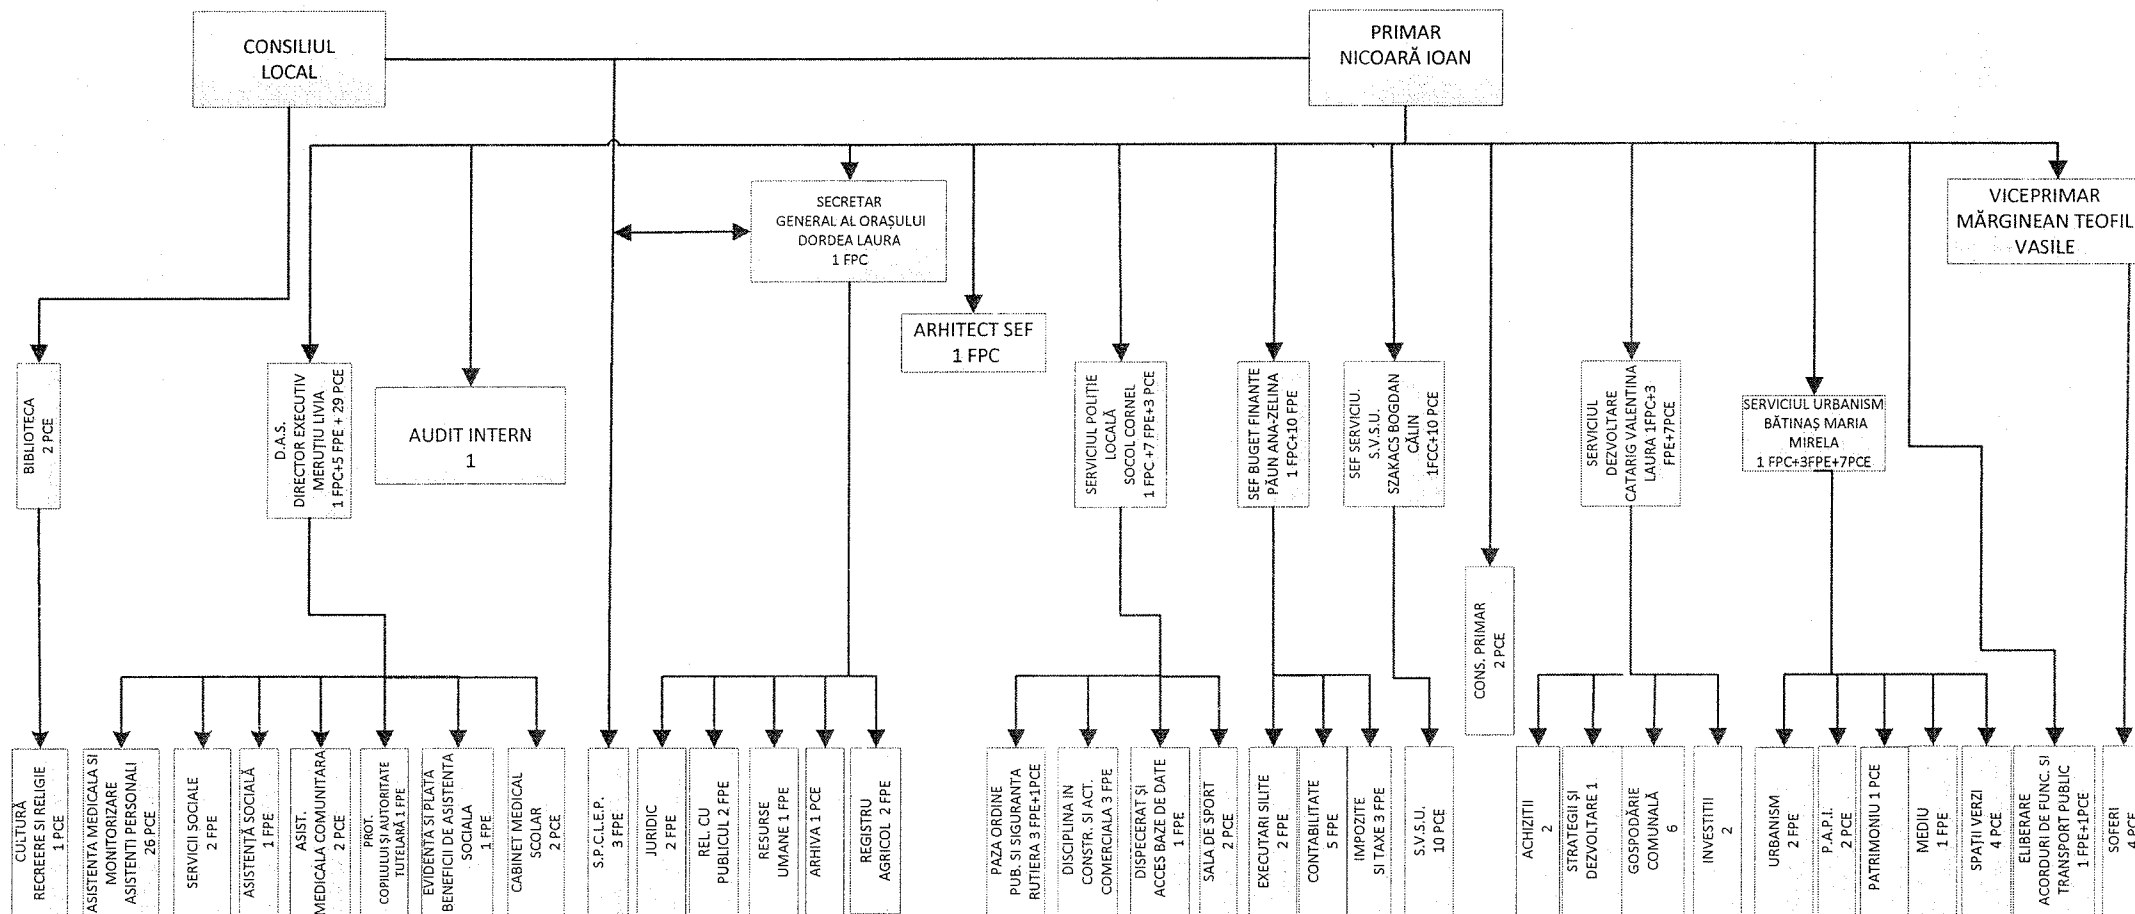 CONSILIUL
LOCAL
PRIMAR
NICOARĂ IOAN
SECRETAR
GENERAL AL ORAȘULUI
DORDEA LAURA
1 FPC
VICEPRIMAR
MĂRGINEAN TEOFIL
VASILE
ARHITECT SEF
1 FPC
BIBLIOTECA
2 PCE
D.A.S.
DIRECTOR EXECUTIV
MERUȚIU LIVIA
1 FPC+5 FPE + 29 PCE
AUDIT INTERN
1
SERVICIUL POLIȚIE
LOCALĂ
SOCOL CORNEL
1 FPC +7 FPE+3 PCE
SEF BUGET FINANTE
PĂUN ANA-ZELINA
1 FPC+10 FPE
SEF SERVICIU.
S.V.S.U.
SZAKACS BOGDAN
CĂLIN
1FCC+10 PCE
CONS. PRIMAR
2 PCE
SERVICIUL
DEZVOLTARE
CATARIG VALENTINA
LAURA 1FPC+3
FPE+7PCE
SERVICIUL URBANISM
BĂTINAȘ MARIA
MIRELA
1 FPC+3FPE+7PCE
CULTURĂ
RECREERE SI RELIGIE
1 PCE
ASISTENTA MEDICALA SI
MONITORIZARE
ASISTENTI PERSONALI
26 PCE
SERVICII SOCIALE
2 FPE
ASISTENȚĂ SOCIALĂ
1 FPE
ASIST.
MEDICALA COMUNITARA
2 PCE
PROT.
COPILULUI ȘI AUTORITATE
TUTELARĂ 1 FPE
EVIDENTA SI PLATA
BENEFICII DE ASISTENTA
SOCIALA
1 FPE
CABINET MEDICAL
SCOLAR
2 PCE
S.P.C.L.E.P.
3 FPE
JURIDIC
2 FPE
REL. CU
PUBLICUL 2 FPE
RESURSE
UMANE 1 FPE
ARHIVA 1 PCE
REGISTRU
AGRICOL 2 FPE
PAZA ORDINE
PUB. SI SIGURANTA
RUTIERA 3 FPE+1PCE
DISCIPLINA IN
CONSTR. SI ACT.
COMERCIALA 3 FPE
DISPECERAT ȘI
ACCES BAZE DE DATE
1 FPE
SALA DE SPORT
2 PCE
EXECUTARI SILITE
2 FPE
CONTABILITATE
5 FPE
IMPOZITE
SI TAXE 3 FPE
S.V.S.U.
10 PCE
ACHIZITII
2
STRATEGII ȘI
DEZVOLTARE 1
GOSPODĂRIE
COMUNALĂ
6
INVESTITII
2
URBANISM
2 FPE
P.A.P.I.
2 PCE
PATRIMONIU 1 PCE
MEDIU
1 FPE
SPAȚII VERZI
4 PCE
ELIBERARE
ACORDURI DE FUNC. SI
TRANSPORT PUBLIC
1 FPE+1PCE
SOFERI
4 PCE